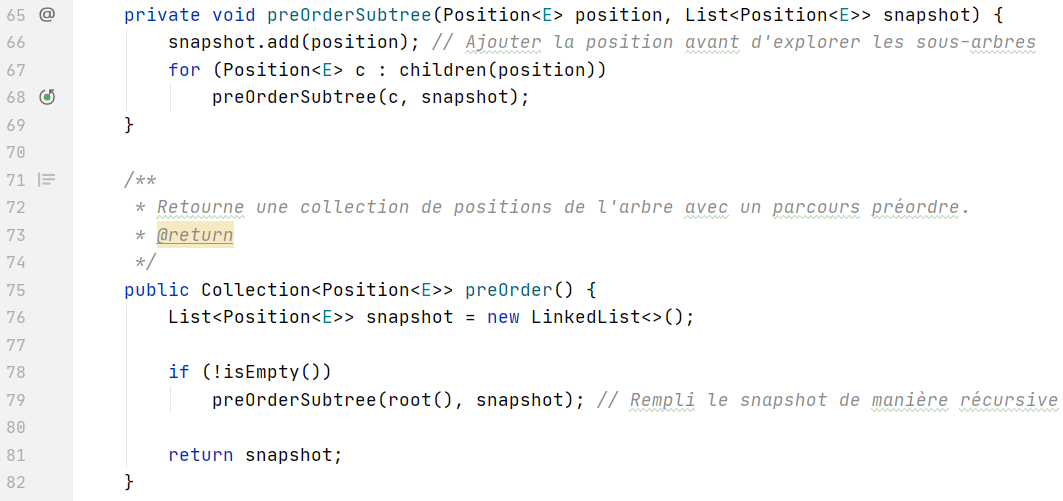 65 @ private void preOrderSubtree(Position<E> position, List<Position<E>> snapshot) {
66 snapshot.add(position); // Ajouter la position avant d'explorer les sous-arbres
67 for (Position<E> c : children(position))
68 preOrderSubtree(c, snapshot);
69 }
70
71 /**
72 * Retourne une collection de positions de l'arbre avec un parcours préordre.
73 * @return
74 */
75 public Collection<Position<E>> preOrder() {
76 List<Position<E>> snapshot = new LinkedList<>();
77
78 if (!isEmpty())
79 preOrderSubtree(root(), snapshot); // Rempli le snapshot de manière récursive
80
81 return snapshot;
82 }